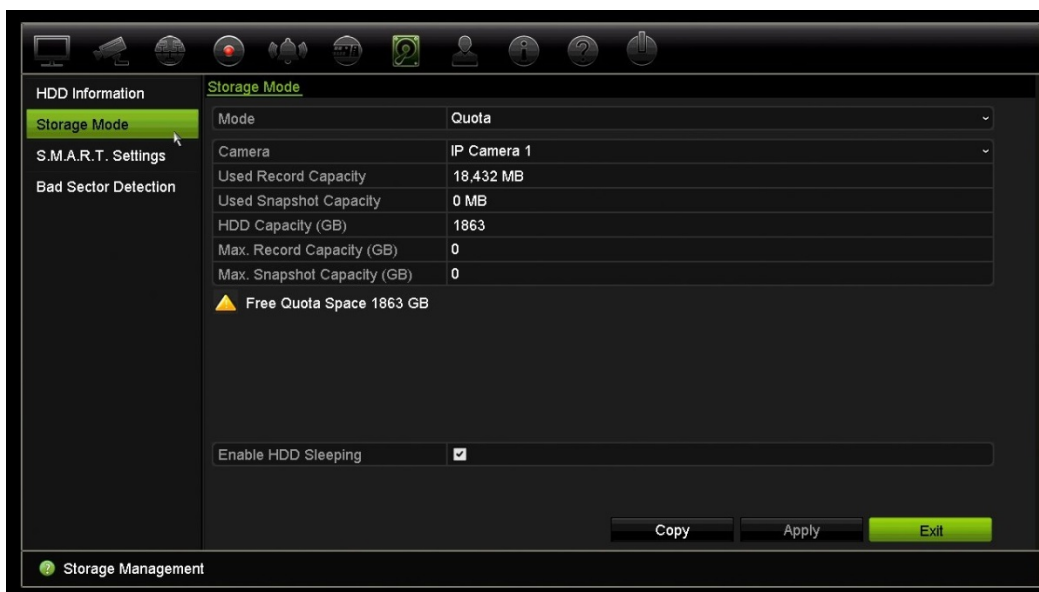 HDD Information
Storage Mode
S.M.A.R.T. Settings
Bad Sector Detection
Storage Mode
Mode Quota
Camera IP Camera 1
Used Record Capacity 18,432 MB
Used Snapshot Capacity 0 MB
HDD Capacity (GB) 1863
Max. Record Capacity (GB) 0
Max. Snapshot Capacity (GB) 0
Free Quota Space 1863 GB
Enable HDD Sleeping
Copy Apply Exit
Storage Management